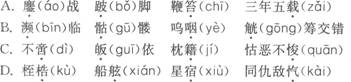 A. 鏖(áo)战 跛(bǒ)脚 鞭笞(chī) 三年五载(zǎi)
B. 濒(bīn)临 骷(gū)髅 呜咽(yè) 觥(gōng)筹交错
C. 不啻(dì) 皈(guī)依 枕籍(jí) 怙恶不悛(quān)
D. 桎梏(kù) 船舷(xián) 星宿(xiù) 同仇敌忾(kài)